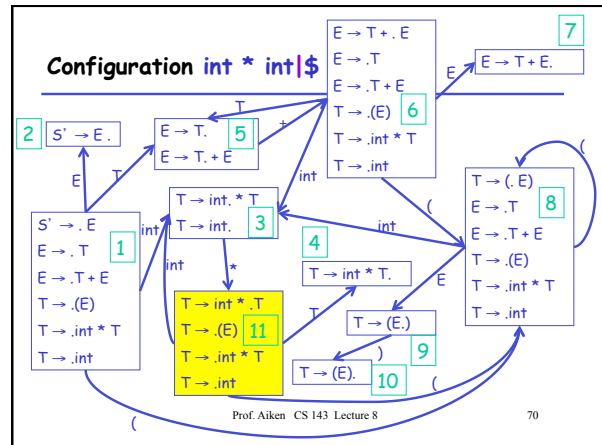 Configuration int * int|$
E → T + . E
E → .T
E → .T + E
T → .(E)
T → .int * T
T → .int
6
7
E → T + E.
E
2
S' → E .
E
T
E → T.
E → T. + E
5
T
+
int
(
S' → . E
E → . T
E → .T + E
T → .(E)
T → .int * T
T → .int
1
int
T → int. * T
T → int.
3
int
*
int
T → (. E)
E → .T
E → .T + E
T → .(E)
T → .int * T
T → .int
8
(
4
T → int * T.
T
E
T → int * .T
T → .(E)
T → .int * T
T → .int
11
T → (E.)
9
)
T → (E).
10
(
(
Prof. Aiken CS 143 Lecture 8
70